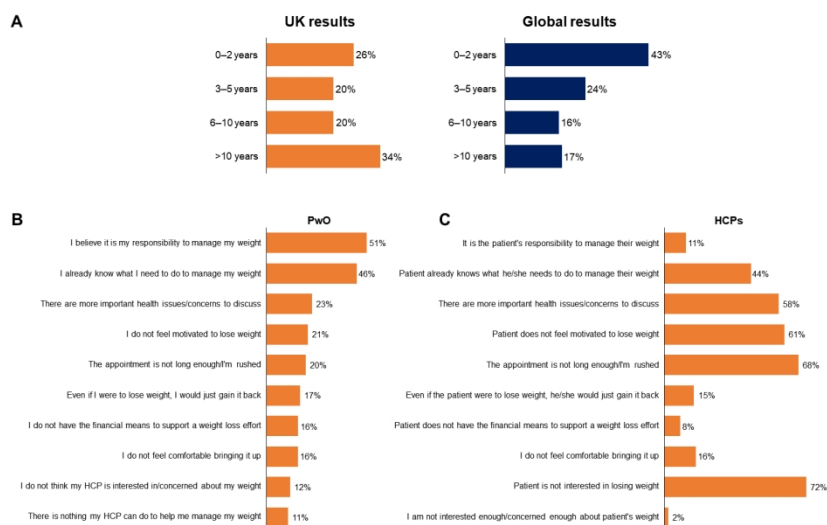 A
UK results
Global results
0–2 years 26%
3–5 years 20%
6–10 years 20%
>10 years 34%
0–2 years 43%
3–5 years 24%
6–10 years 16%
>10 years 17%
B
PwO
I believe it is my responsibility to manage my weight 51%
I already know what I need to do to manage my weight 46%
There are more important health issues/concerns to discuss 23%
I do not feel motivated to lose weight 21%
The appointment is not long enough/I'm rushed 20%
Even if I were to lose weight, I would just gain it back 17%
I do not have the financial means to support a weight loss effort 16%
I do not feel comfortable bringing it up 16%
I do not think my HCP is interested in/concerned about my weight 12%
There is nothing my HCP can do to help me manage my weight 11%
C
HCPs
It is the patient's responsibility to manage their weight 11%
Patient already knows what he/she needs to do to manage their weight 44%
There are more important health issues/concerns to discuss 58%
Patient does not feel motivated to lose weight 61%
The appointment is not long enough/I'm rushed 68%
Even if the patient were to lose weight, he/she would just gain it back 15%
Patient does not have the financial means to support a weight loss effort 8%
I do not feel comfortable bringing it up 16%
Patient is not interested in losing weight 72%
I am not interested enough/concerned enough about patient's weight 2%